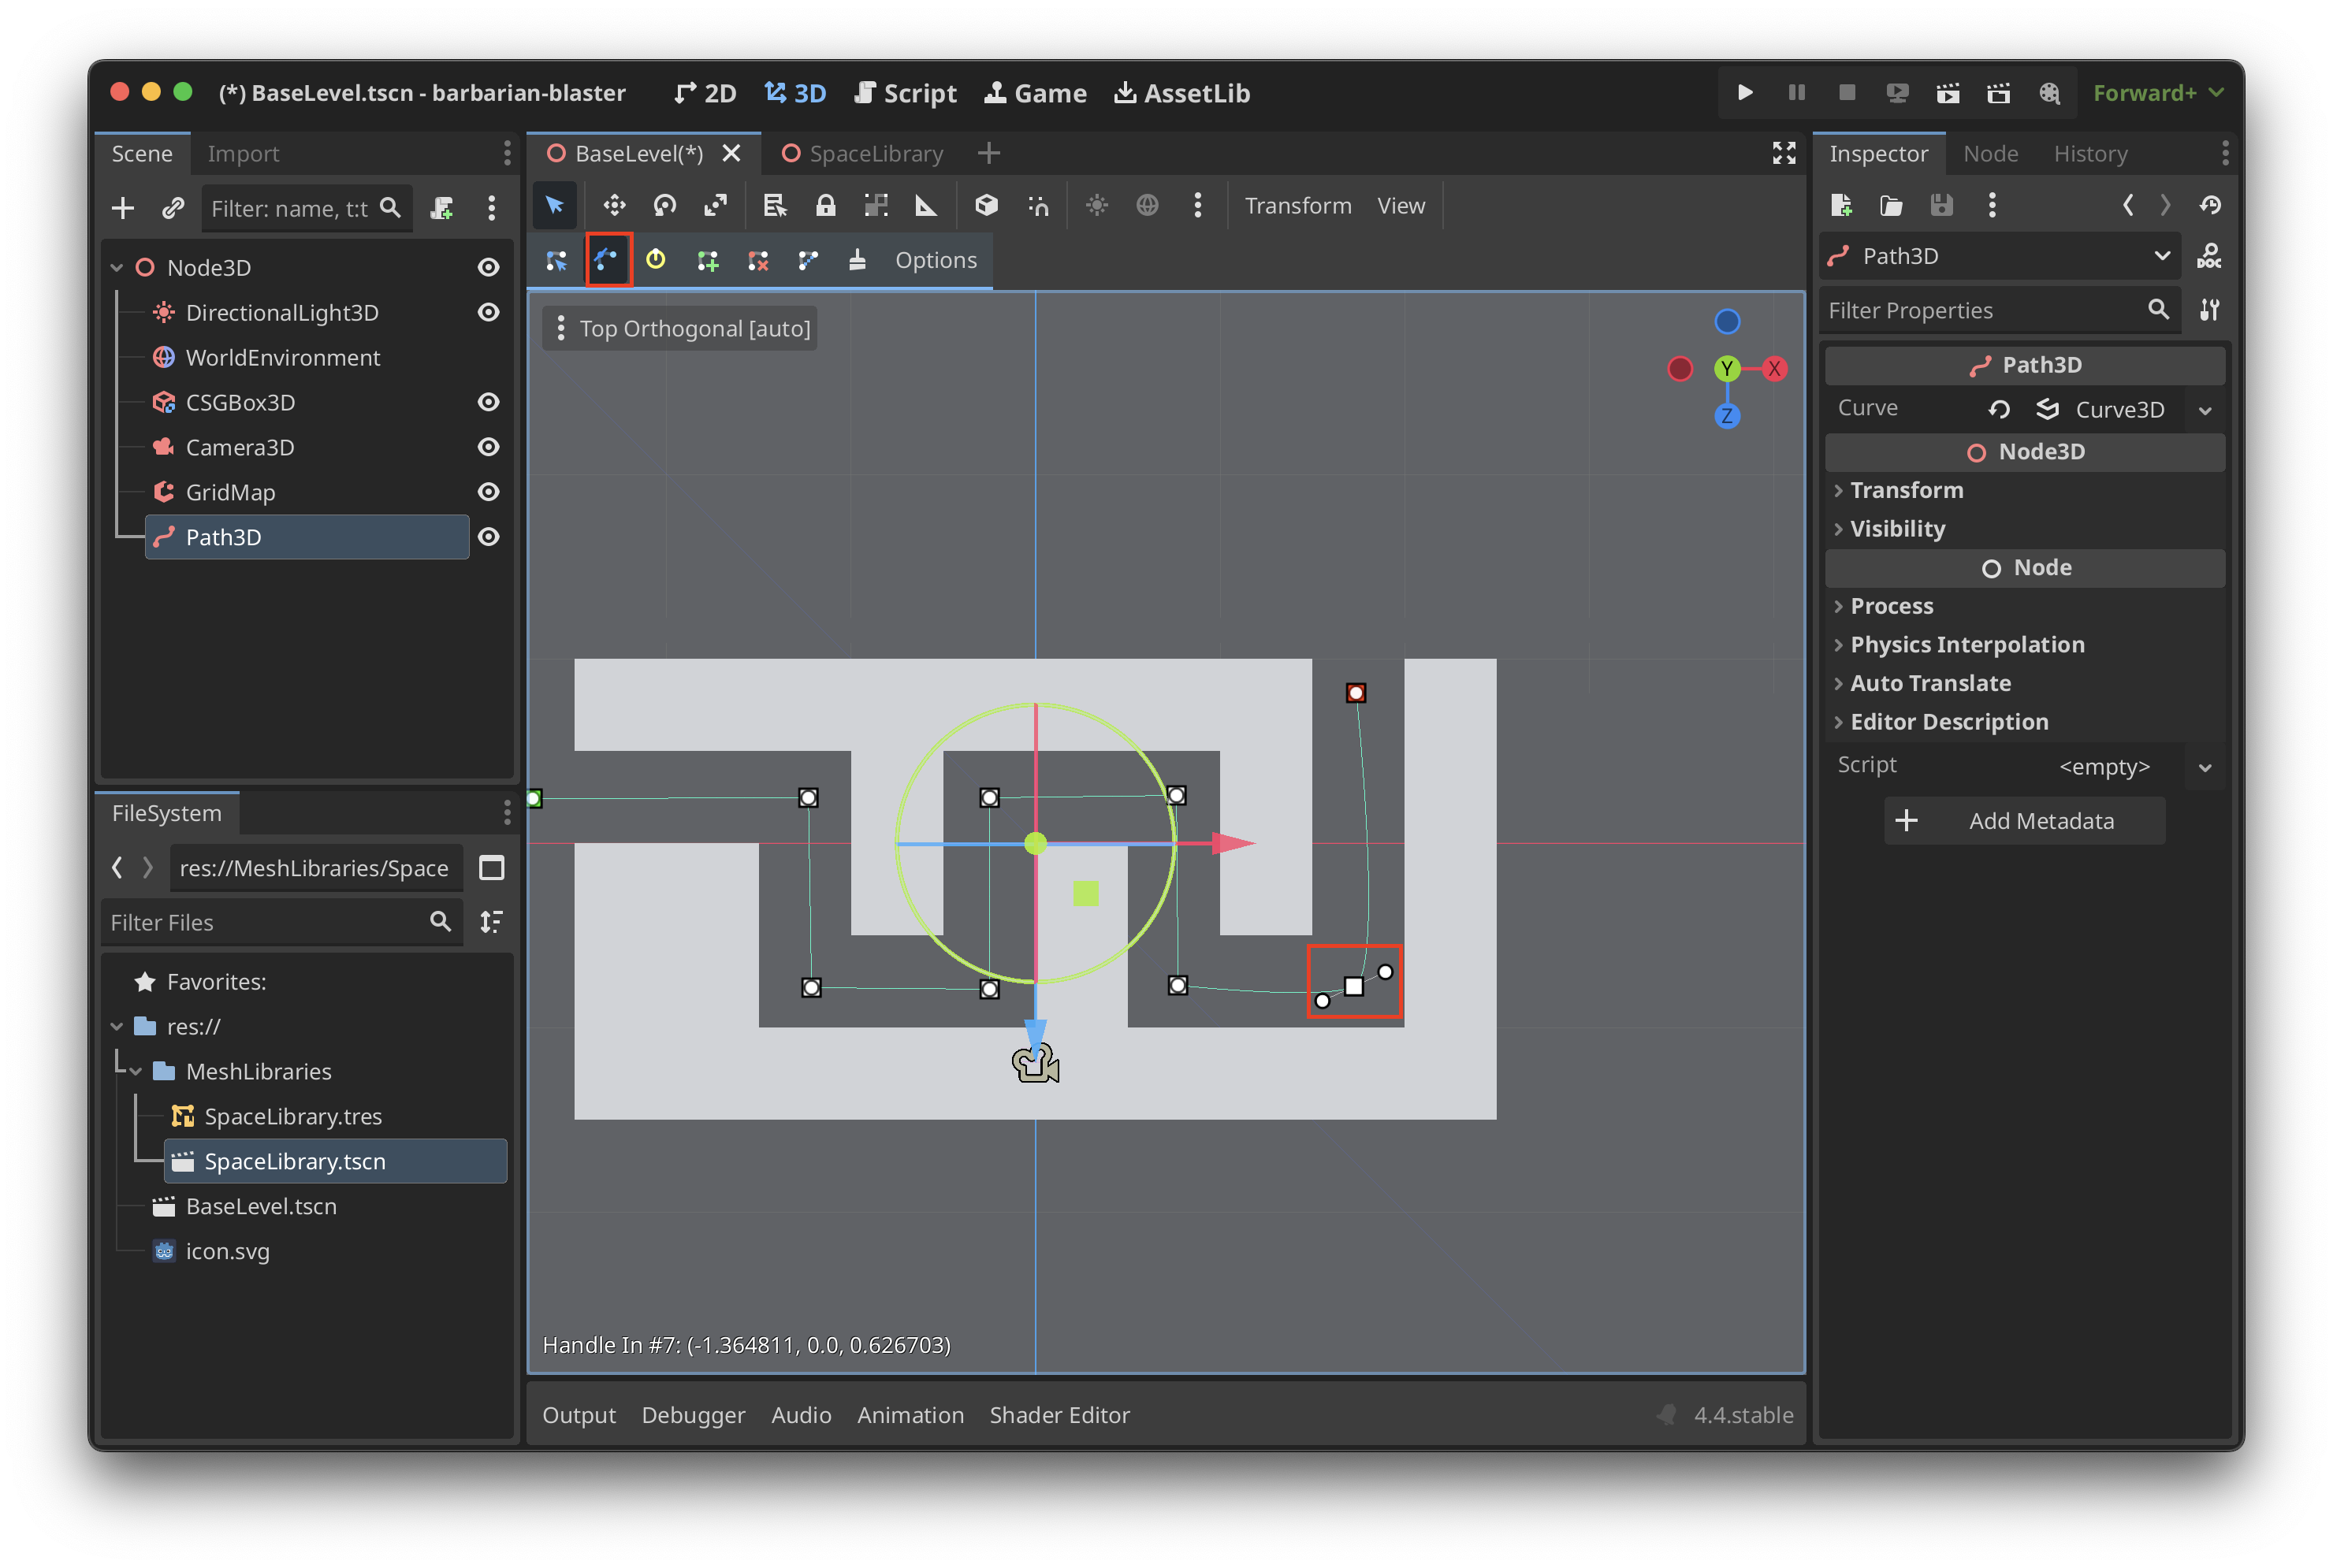 (*) BaseLevel.tscn - barbarian-blaster
2D
3D
Script
Game
AssetLib
Forward+
Scene
Import
Filter: name, t:t
Node3D
DirectionalLight3D
WorldEnvironment
CSGBox3D
Camera3D
GridMap
Path3D
FileSystem
res://MeshLibraries/Space
Filter Files
Favorites:
res://
MeshLibraries
SpaceLibrary.tres
SpaceLibrary.tscn
BaseLevel.tscn
icon.svg
BaseLevel(*)
SpaceLibrary
Transform
View
Options
Top Orthogonal [auto]
Y
X
Z
Handle In #7: (-1.364811, 0.0, 0.626703)
Output
Debugger
Audio
Animation
Shader Editor
4.4.stable
Inspector
Node
History
Path3D
DOC
Filter Properties
Path3D
Curve
Curve3D
Node3D
Transform
Visibility
Node
Process
Physics Interpolation
Auto Translate
Editor Description
Script
<empty>
Add Metadata